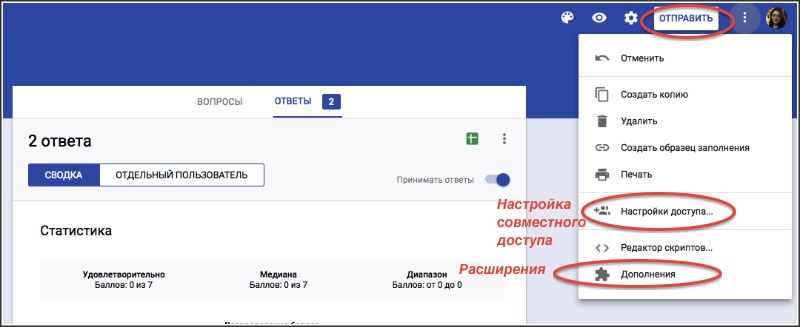 ОТПРАВИТЬ
Отменить
Создать копию
Удалить
Создать образец заполнения
Печать
Настройки доступа...
Редактор скриптов...
Дополнения
ВОПРОСЫ
ОТВЕТЫ 2
2 ответа
СВОДКА ОТДЕЛЬНЫЙ ПОЛЬЗОВАТЕЛЬ
Принимать ответы
Настройка
совместного
доступа
Расширения
Статистика
Удовлетворительно
Баллов: 0 из 7
Медиана
Баллов: 0 из 7
Диапазон
Баллов: от 0 до 0